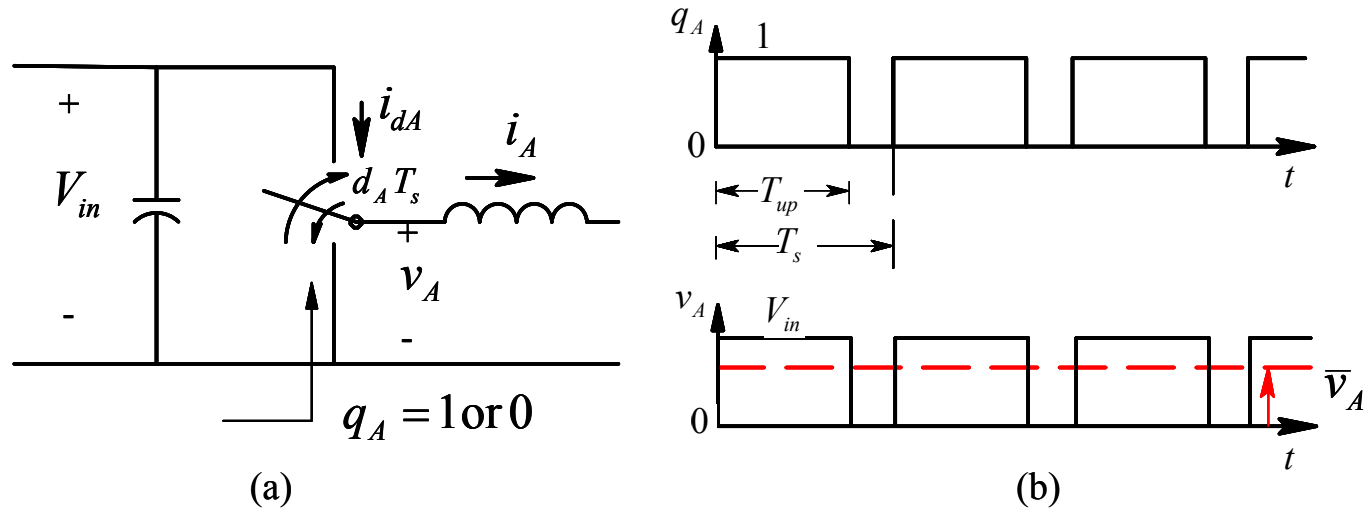 +
V_in
-
i_dA
d_A T_s
i_A
+
v_A
-
q_A = 1 or 0
(a)
q_A
1
0
t
T_up
T_s
v_A
V_in
0
v̅_A
t
(b)